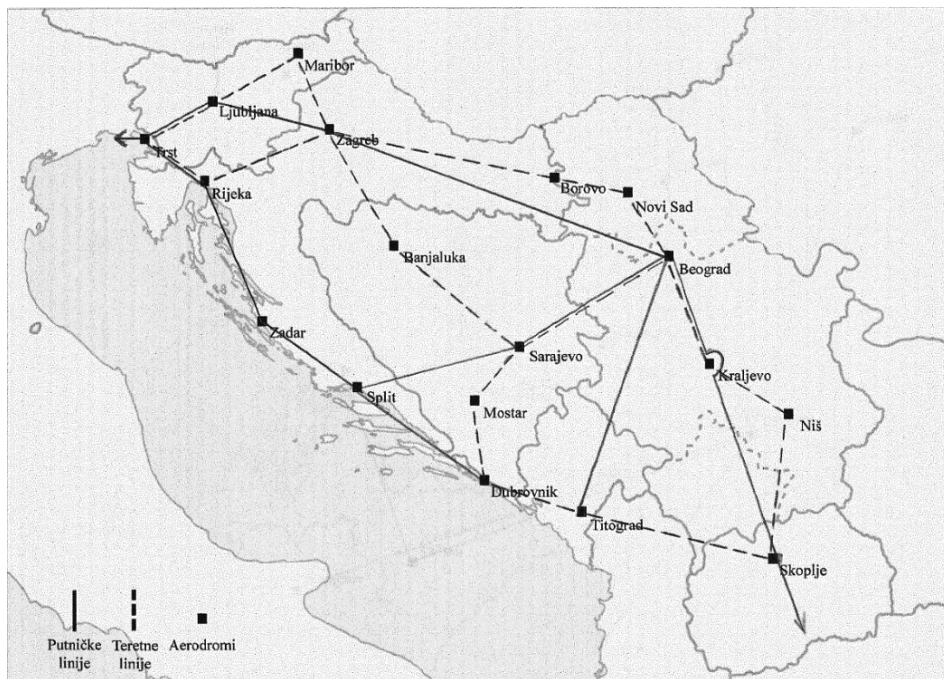 Maribor
Ljubljana
Zagreb
Trst
Rijeka
Borovo
Novi Sad
Banjaluka
Beograd
Zadar
Sarajevo
Kraljevo
Split
Mostar
Niš
Dubrovnik
Titograd
Skoplje
Putničke
linije
Teretne
linije
Aerodromi